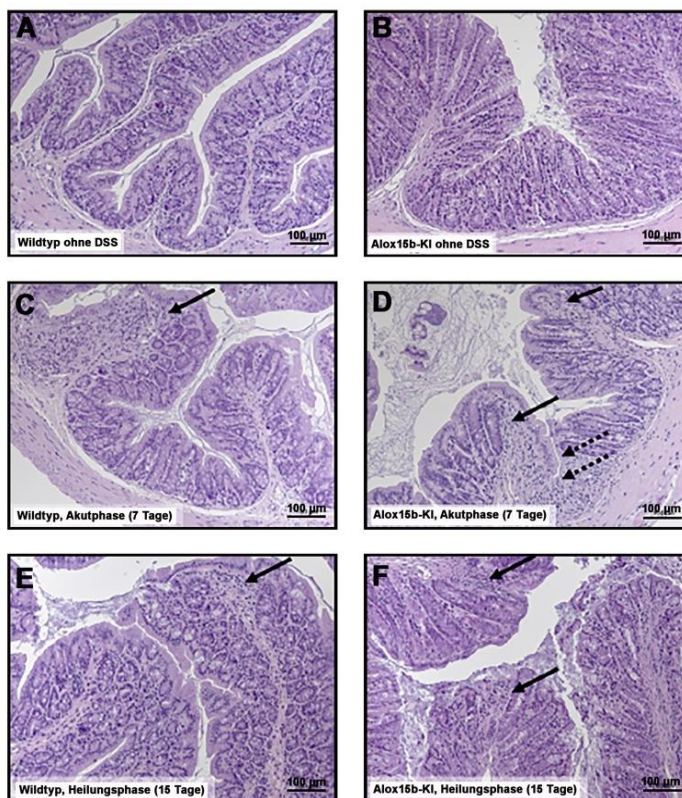 A
Wildtyp ohne DSS
100 µm
B
Alox15b-KI ohne DSS
100 µm
C
Wildtyp, Akutphase (7 Tage)
100 µm
D
Alox15b-KI, Akutphase (7 Tage)
100 µm
E
Wildtyp, Heilungsphase (15 Tage)
100 µm
F
Alox15b-KI, Heilungsphase (15 Tage)
100 µm